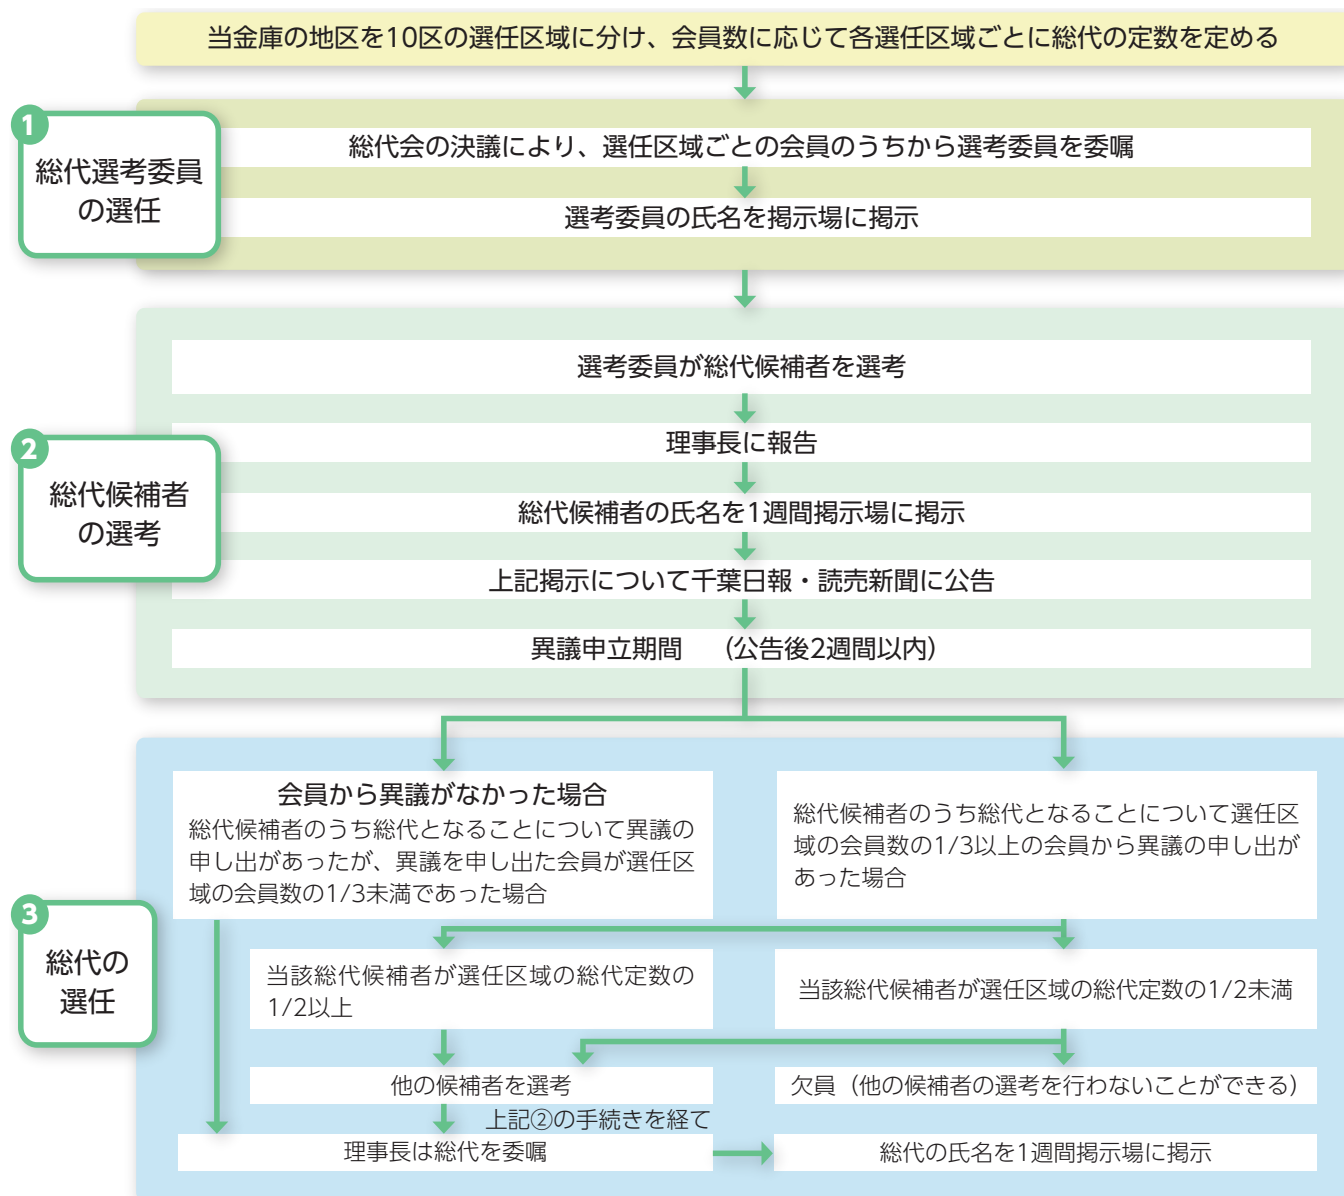 当金庫の地区を10区の選任区域に分け、会員数に応じて各選任区域ごとに総代の定数を定める
1
総代選考委員
の選任
総代会の決議により、選任区域ごとの会員のうちから選考委員を委嘱
選考委員の氏名を掲示場に掲示
2
総代候補者
の選考
選考委員が総代候補者を選考
理事長に報告
総代候補者の氏名を1週間掲示場に掲示
上記掲示について千葉日報・読売新聞に公告
異議申立期間　（公告後2週間以内）
3
総代の
選任
会員から異議がなかった場合
総代候補者のうち総代となることについて異議の
申し出があったが、異議を申し出た会員が選任区
域の会員数の1/3未満であった場合
総代候補者のうち総代となることについて選任区
域の会員数の1/3以上の会員から異議の申し出が
あった場合
当該総代候補者が選任区域の総代定数の
1/2以上
当該総代候補者が選任区域の総代定数の1/2未満
他の候補者を選考
欠員（他の候補者の選考を行わないことができる）
上記②の手続きを経て
理事長は総代を委嘱
総代の氏名を1週間掲示場に掲示